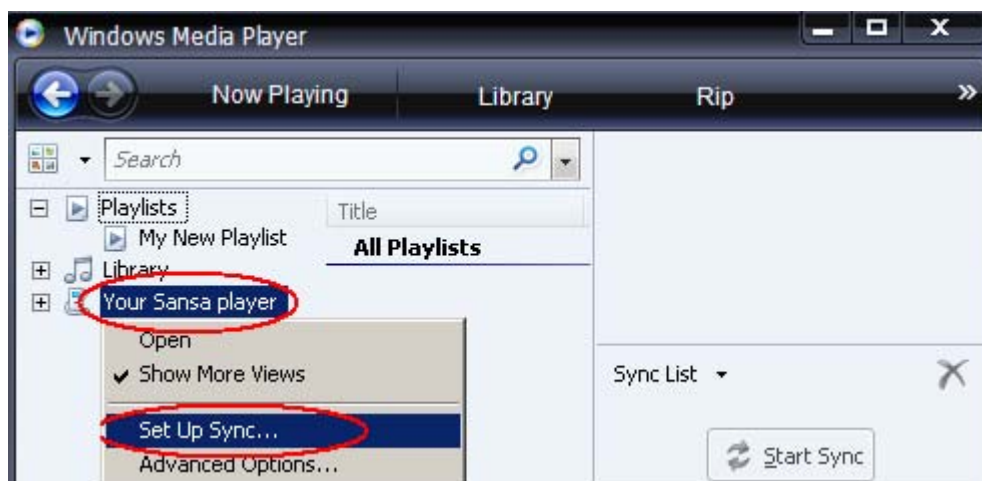 Windows Media Player
Now Playing Library Rip »
Search
Playlists
Title
My New Playlist
All Playlists
Library
Your Sansa player
Open
Show More Views
Sync List
Set Up Sync...
Start Sync
Advanced Options...